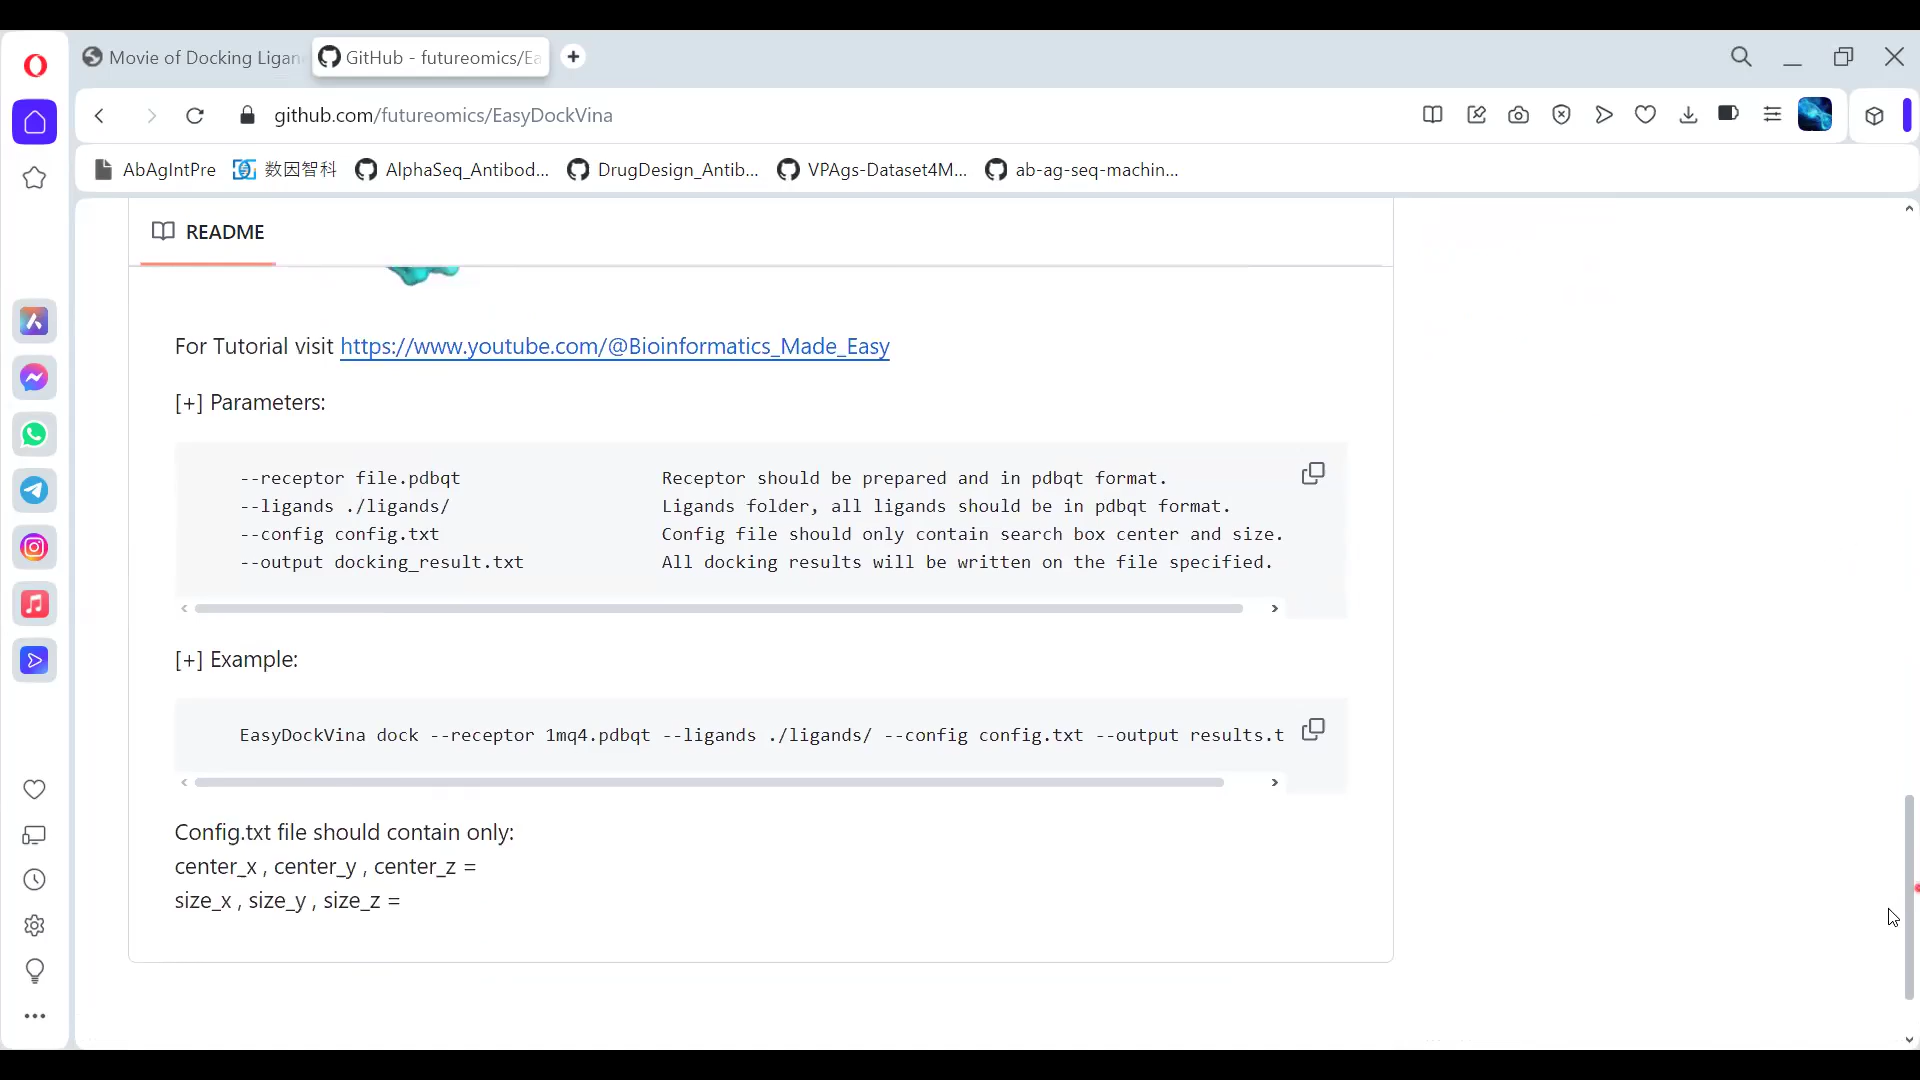 Movie of Docking Ligan
GitHub - futureomics/Ea
github.com/futureomics/EasyDockVina
AbAgIntPre
数因智科
AlphaSeq_Antibod...
DrugDesign_Antib...
VPAgs-Dataset4M...
ab-ag-seq-machin...
README
For Tutorial visit https://www.youtube.com/@Bioinformatics_Made_Easy
[+] Parameters:
--receptor file.pdbqt Receptor should be prepared and in pdbqt format.
--ligands ./ligands/ Ligands folder, all ligands should be in pdbqt format.
--config config.txt Config file should only contain search box center and size.
--output docking_result.txt All docking results will be written on the file specified.
[+] Example:
EasyDockVina dock --receptor 1mq4.pdbqt --ligands ./ligands/ --config config.txt --output results.t
Config.txt file should contain only:
center_x , center_y , center_z =
size_x , size_y , size_z =